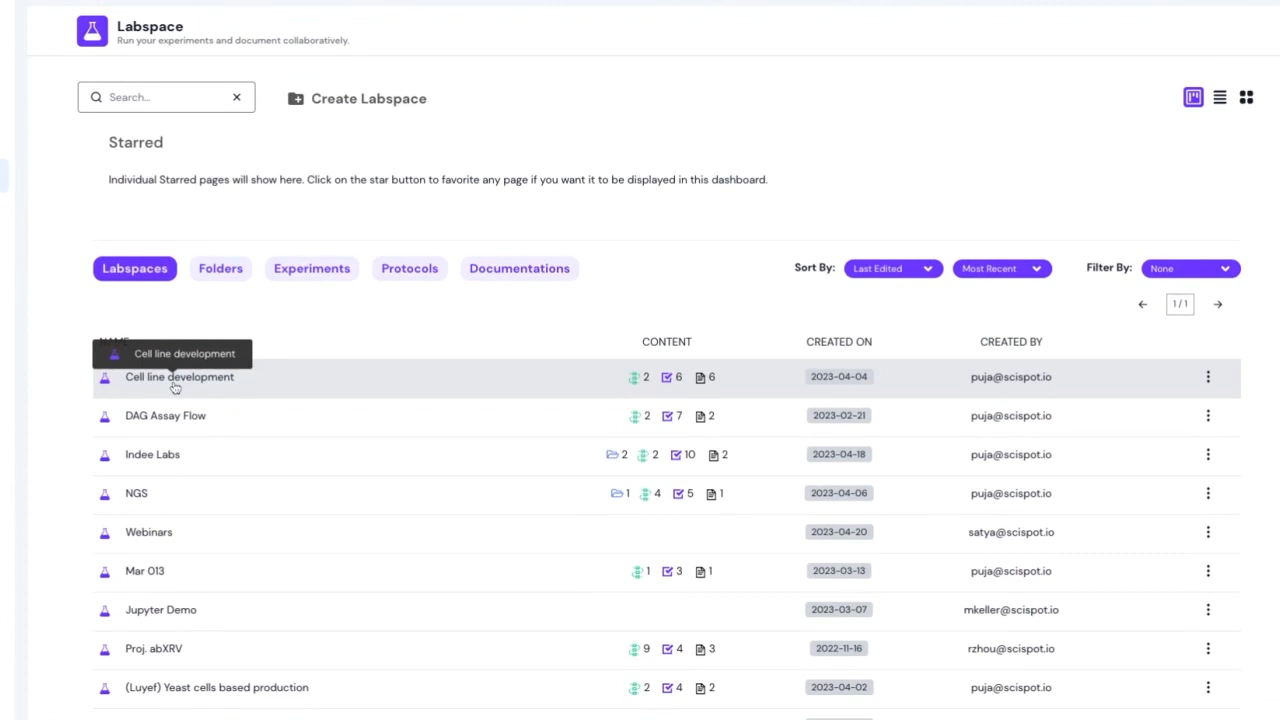 Labspace
Run your experiments and document collaboratively.
Search...
Create Labspace
Starred
Individual Starred pages will show here. Click on the star button to favorite any page if you want it to be displayed in this dashboard.
Labspaces Folders Experiments Protocols Documentations Sort By: Last Edited Most Recent Filter By: None
1 / 1
CONTENT CREATED ON CREATED BY
Cell line development
Cell line development 2 6 6 2023-04-04 puja@scispot.io
DAG Assay Flow 2 7 2 2023-02-21 puja@scispot.io
Indee Labs 2 2 10 2 2023-04-18 puja@scispot.io
NGS 1 4 5 1 2023-04-06 puja@scispot.io
Webinars 2023-04-20 satya@scispot.io
Mar 013 1 3 1 2023-03-13 puja@scispot.io
Jupyter Demo 2023-03-07 mkeller@scispot.io
Proj. abXRV 9 4 3 2022-11-16 rzhou@scispot.io
(Luyef) Yeast cells based production 2 4 2 2023-04-02 puja@scispot.io